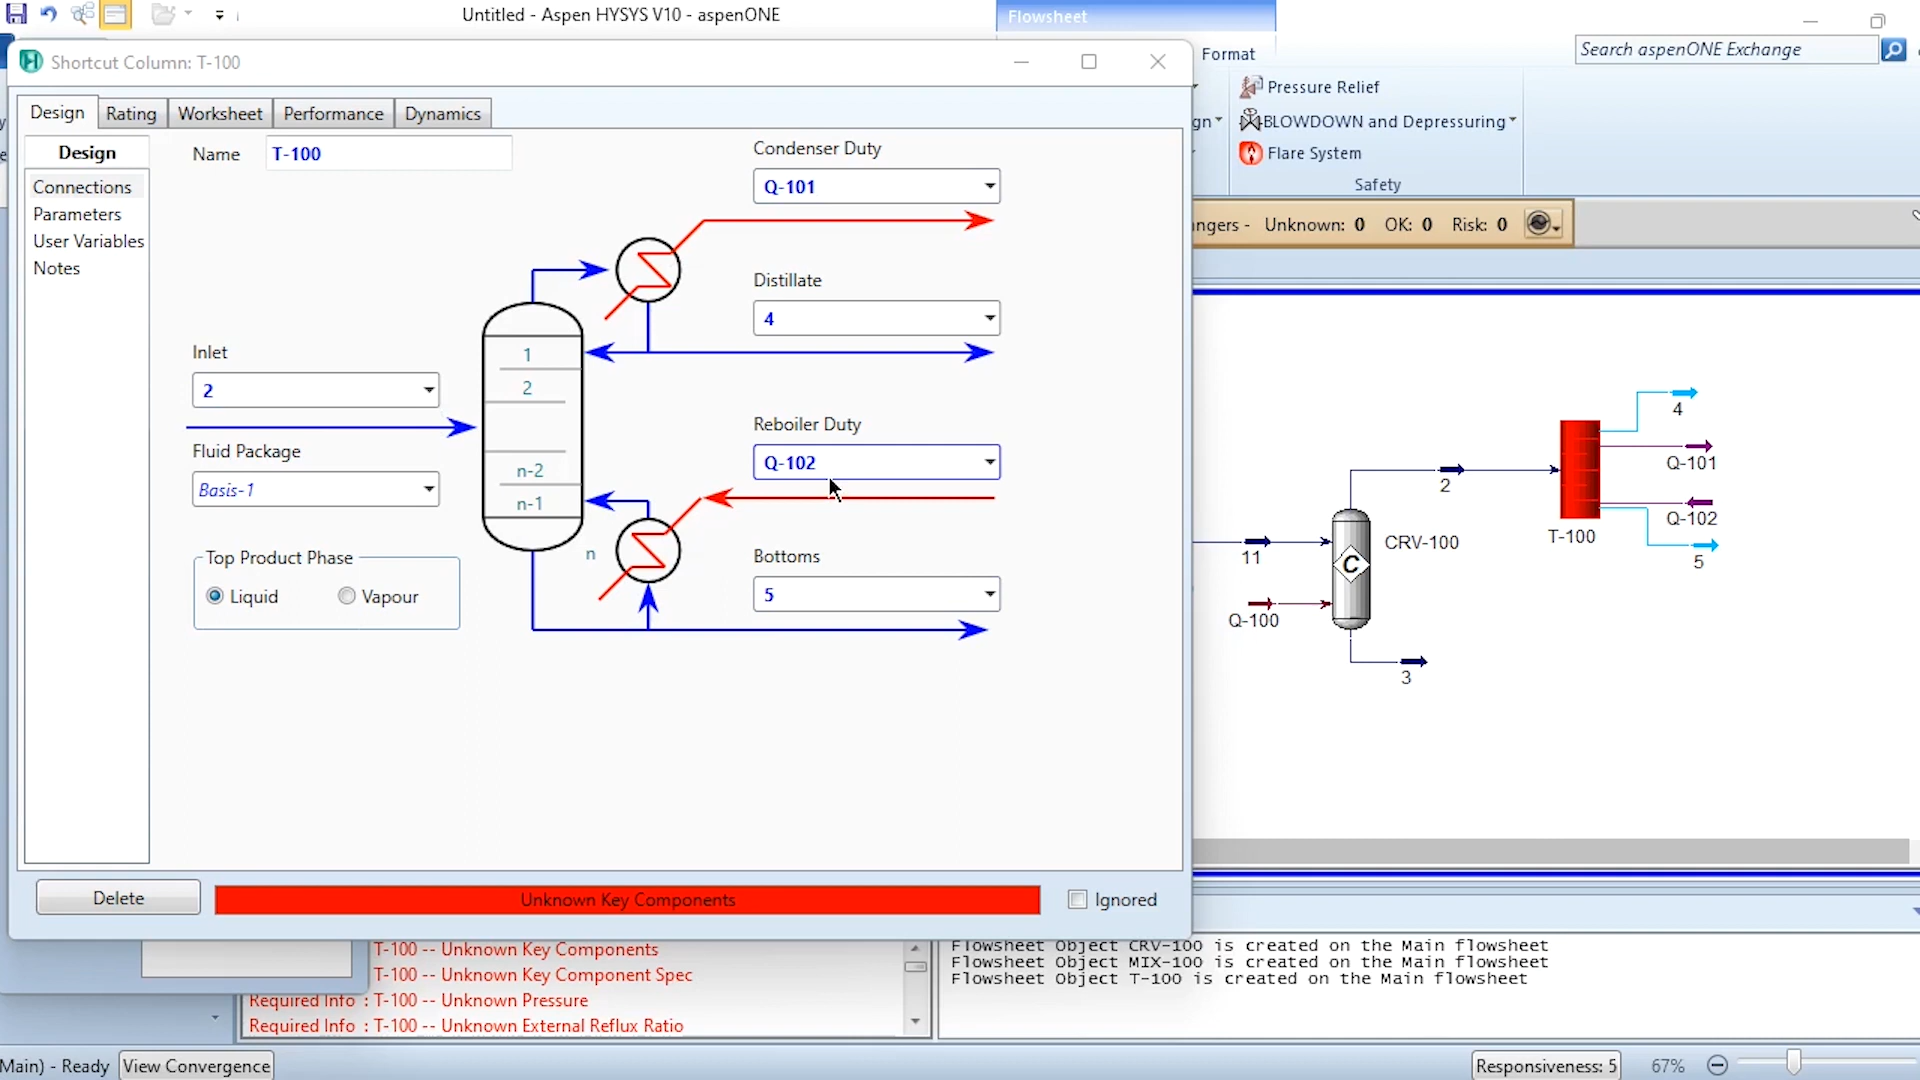 Untitled - Aspen HYSYS V10 - aspenONE
Flowsheet
Search aspenONE Exchange
Format
Shortcut Column: T-100
Pressure Relief
BLOWDOWN and Depressuring
Flare System
Safety
gn
Design
Rating
Worksheet
Performance
Dynamics
Design
Connections
Parameters
User Variables
Notes
Name
T-100
Condenser Duty
Q-101
Distillate
4
Inlet
2
Fluid Package
Basis-1
Reboiler Duty
Q-102
Bottoms
5
Top Product Phase
Liquid
Vapour
1
2
n-2
n-1
n
Delete
Unknown Key Components
Ignored
ngers - Unknown: 0 OK: 0 Risk: 0
4
Q-101
2
Q-102
T-100
5
11
CRV-100
C
Q-100
3
T-100 -- Unknown Key Components
T-100 -- Unknown Key Component Spec
Required Info : T-100 -- Unknown Pressure
Required Info : T-100 -- Unknown External Reflux Ratio
Flowsheet Object CRV-100 is created on the Main flowsheet
Flowsheet Object MIX-100 is created on the Main flowsheet
Flowsheet Object T-100 is created on the Main flowsheet
Main) - Ready
View Convergence
Responsiveness: 5
67%